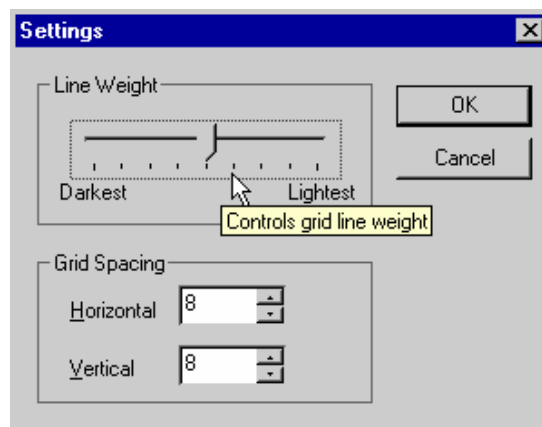 Settings
Line Weight
OK
Cancel
Darkest Lightest
Controls grid line weight
Grid Spacing
Horizontal 8
Vertical 8